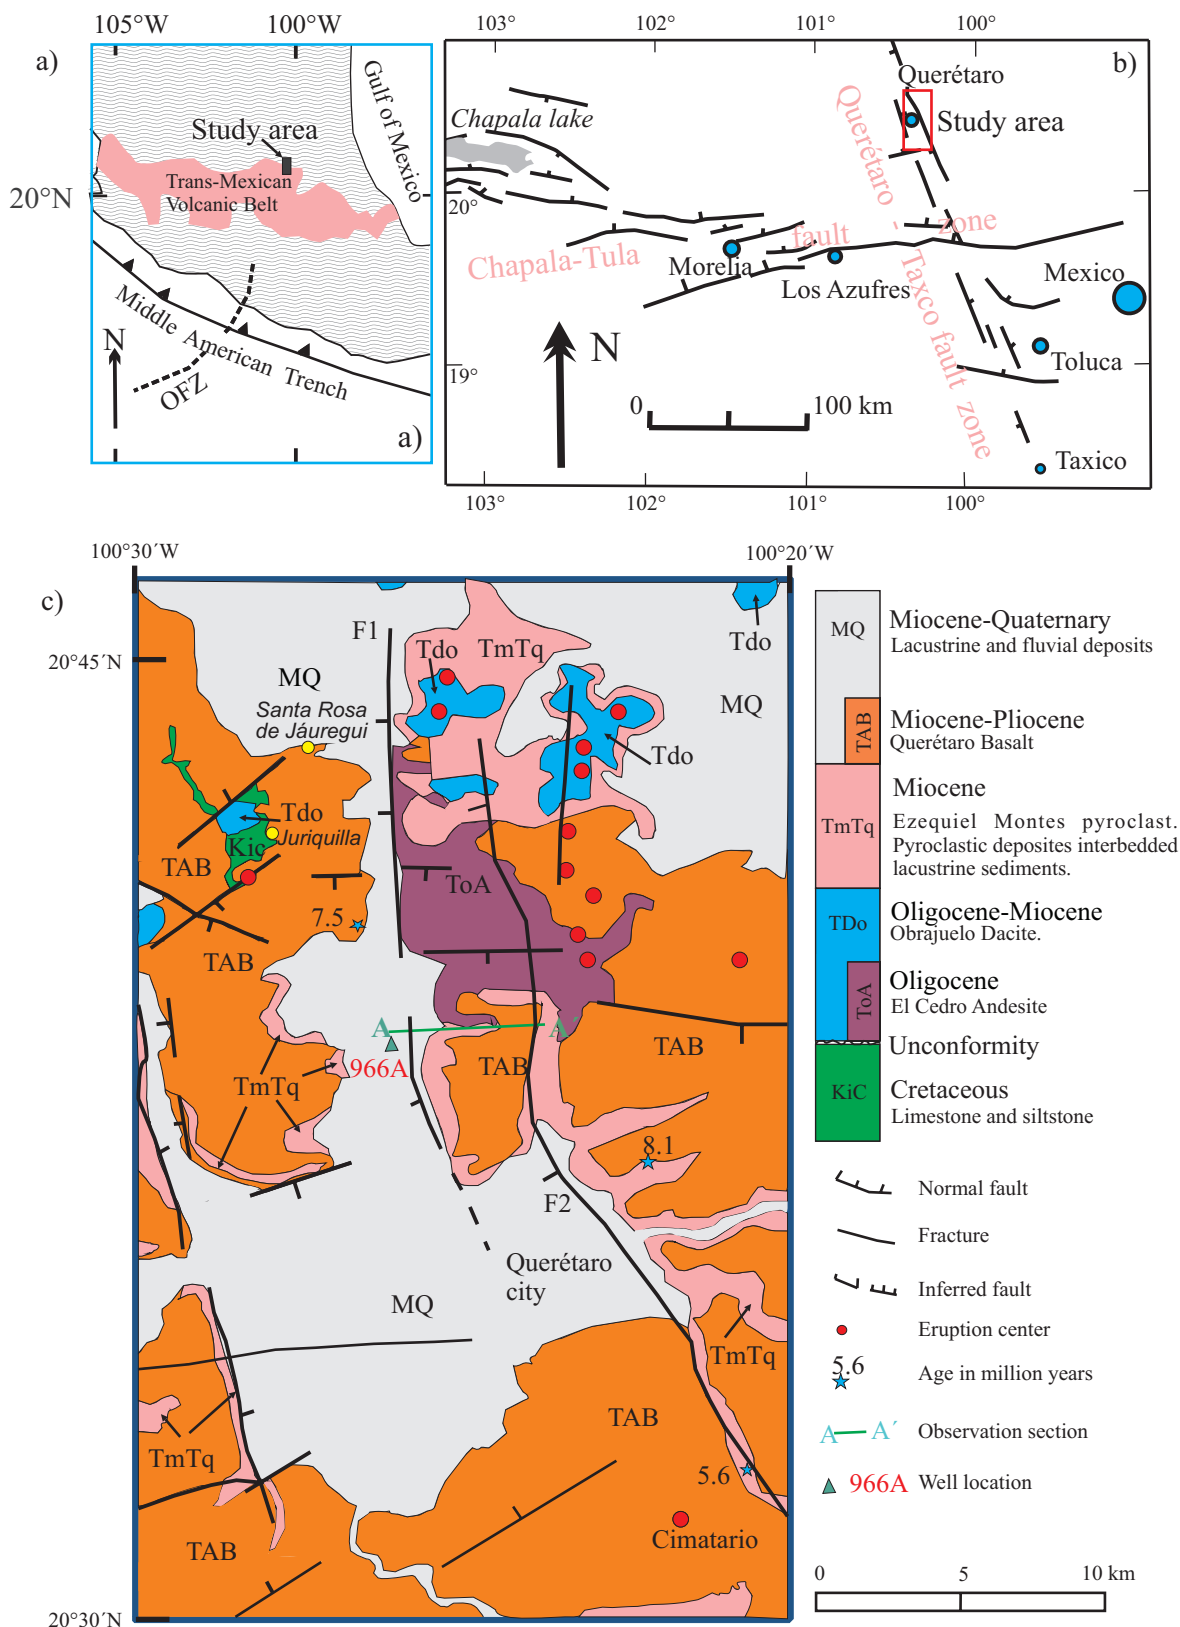 105°W
100°W
a)
Gulf of Mexico
Study area
Trans-Mexican
Volcanic Belt
20°N
Middle American Trench
N
OFZ
a)
103°
102°
101°
100°
b)
Querétaro
Chapala lake
Study area
20°
Querétaro - Taxco fault zone
Chapala-Tula fault zone
Morelia
Los Azufres
Mexico
N
19°
Toluca
0
100 km
Taxico
103°
102°
101°
100°
100°30´W
100°20´W
c)
F1
Tdo
TmTq
Tdo
20°45´N
MQ
MQ
Santa Rosa
de Jáuregui
Tdo
Tdo
Juriquilla
Kic
TAB
ToA
7.5
TAB
A
A´
966A
TAB
TAB
TmTq
8.1
F2
Querétaro
city
MQ
TmTq
TAB
TmTq
5.6
Cimatario
TAB
20°30´N
MQ
Miocene-Quaternary
Lacustrine and fluvial deposits
TAB
Miocene-Pliocene
Querétaro Basalt
TmTq
Miocene
Ezequiel Montes pyroclast.
Pyroclastic deposites interbedded
lacustrine sediments.
TDo
Oligocene-Miocene
Obrajuelo Dacite.
ToA
Oligocene
El Cedro Andesite
Unconformity
KiC
Cretaceous
Limestone and siltstone
Normal fault
Fracture
Inferred fault
Eruption center
5.6
Age in million years
A A´ Observation section
966A Well location
0
5
10 km